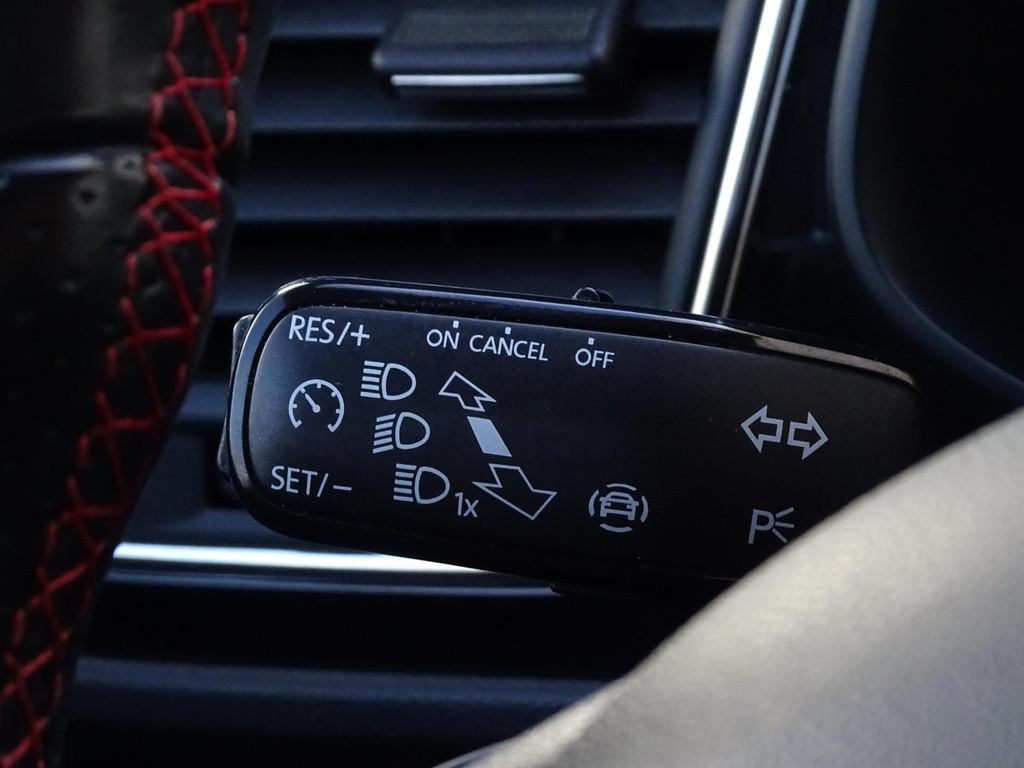 RES/+ ON CANCEL OFF
SET/−
1x
P